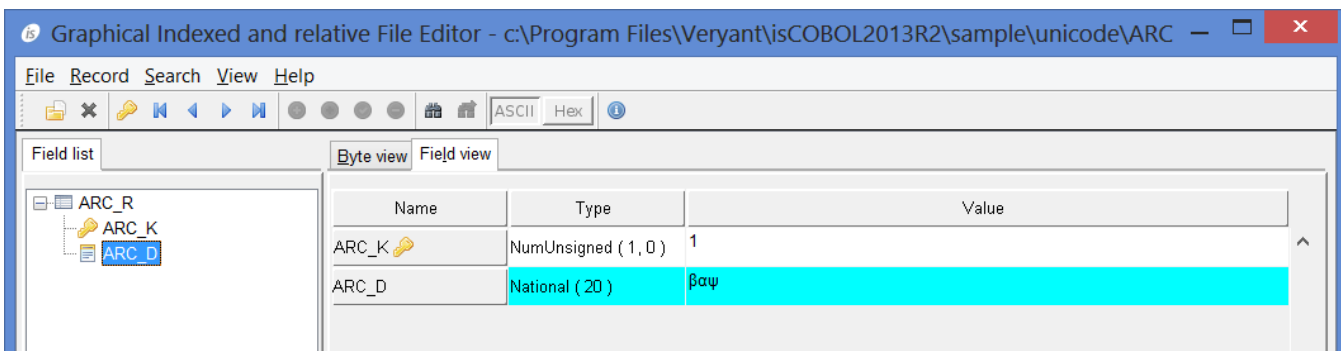 is Graphical Indexed and relative File Editor - c:\Program Files\Veryant\isCOBOL2013R2\sample\unicode\ARC
File Record Search View Help
ASCII Hex
Field list
Byte view Field view
ARC_R
ARC_K
ARC_D
Name Type Value
ARC_K NumUnsigned ( 1 , 0 ) 1
ARC_D National ( 20 ) βαψ